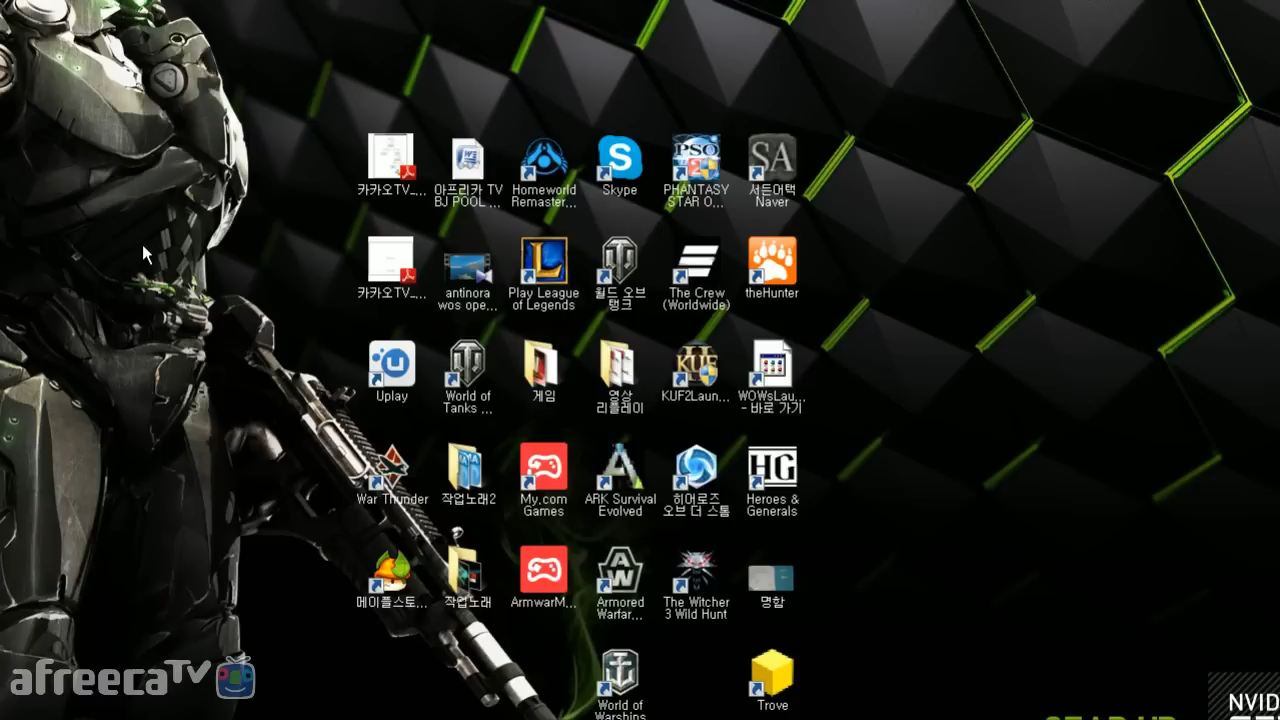 카카오TV_...
아프리카 TV
BJ POOL ...
Homeworld
Remaster...
Skype
PHANTASY
STAR O...
서든어택
Naver
카카오TV_...
antinora
wos ope...
Play League
of Legends
월드 오브
탱크
The Crew
(Worldwide)
theHunter
Uplay
World of
Tanks ...
게임
영상
리플레이
KUF2Laun...
WOWsLau...
- 바로 가기
War Thunder
작업노래2
My.com
Games
ARK Survival
Evolved
히어로즈
오브 더 스톰
Heroes &
Generals
메이플스토...
작업노래
ArmwarM...
Armored
Warfar...
The Witcher
3 Wild Hunt
명함
World of
Warships
Trove
afreecaTV
NVID